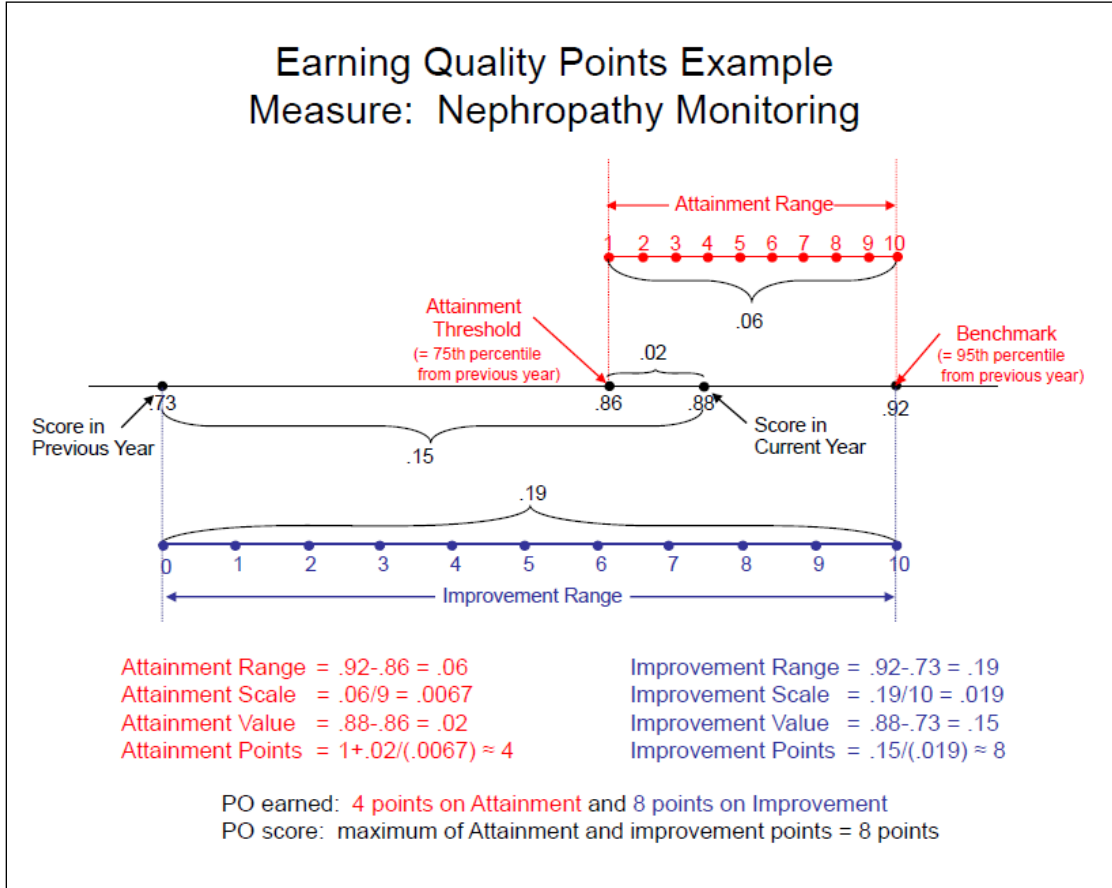 Earning Quality Points Example
Measure: Nephropathy Monitoring
Attainment Range
1 2 3 4 5 6 7 8 9 10
.06
Attainment
Threshold
(= 75th percentile
from previous year)
.02
Benchmark
(= 95th percentile
from previous year)
.73
.86
.88
.92
Score in
Previous Year
Score in
Current Year
.15
.19
0 1 2 3 4 5 6 7 8 9 10
Improvement Range
Attainment Range = .92-.86 = .06
Attainment Scale = .06/9 = .0067
Attainment Value = .88-.86 = .02
Attainment Points = 1+.02/(.0067) ≈ 4
Improvement Range = .92-.73 = .19
Improvement Scale = .19/10 = .019
Improvement Value = .88-.73 = .15
Improvement Points = .15/(.019) ≈ 8
PO earned: 4 points on Attainment and 8 points on Improvement
PO score: maximum of Attainment and improvement points = 8 points